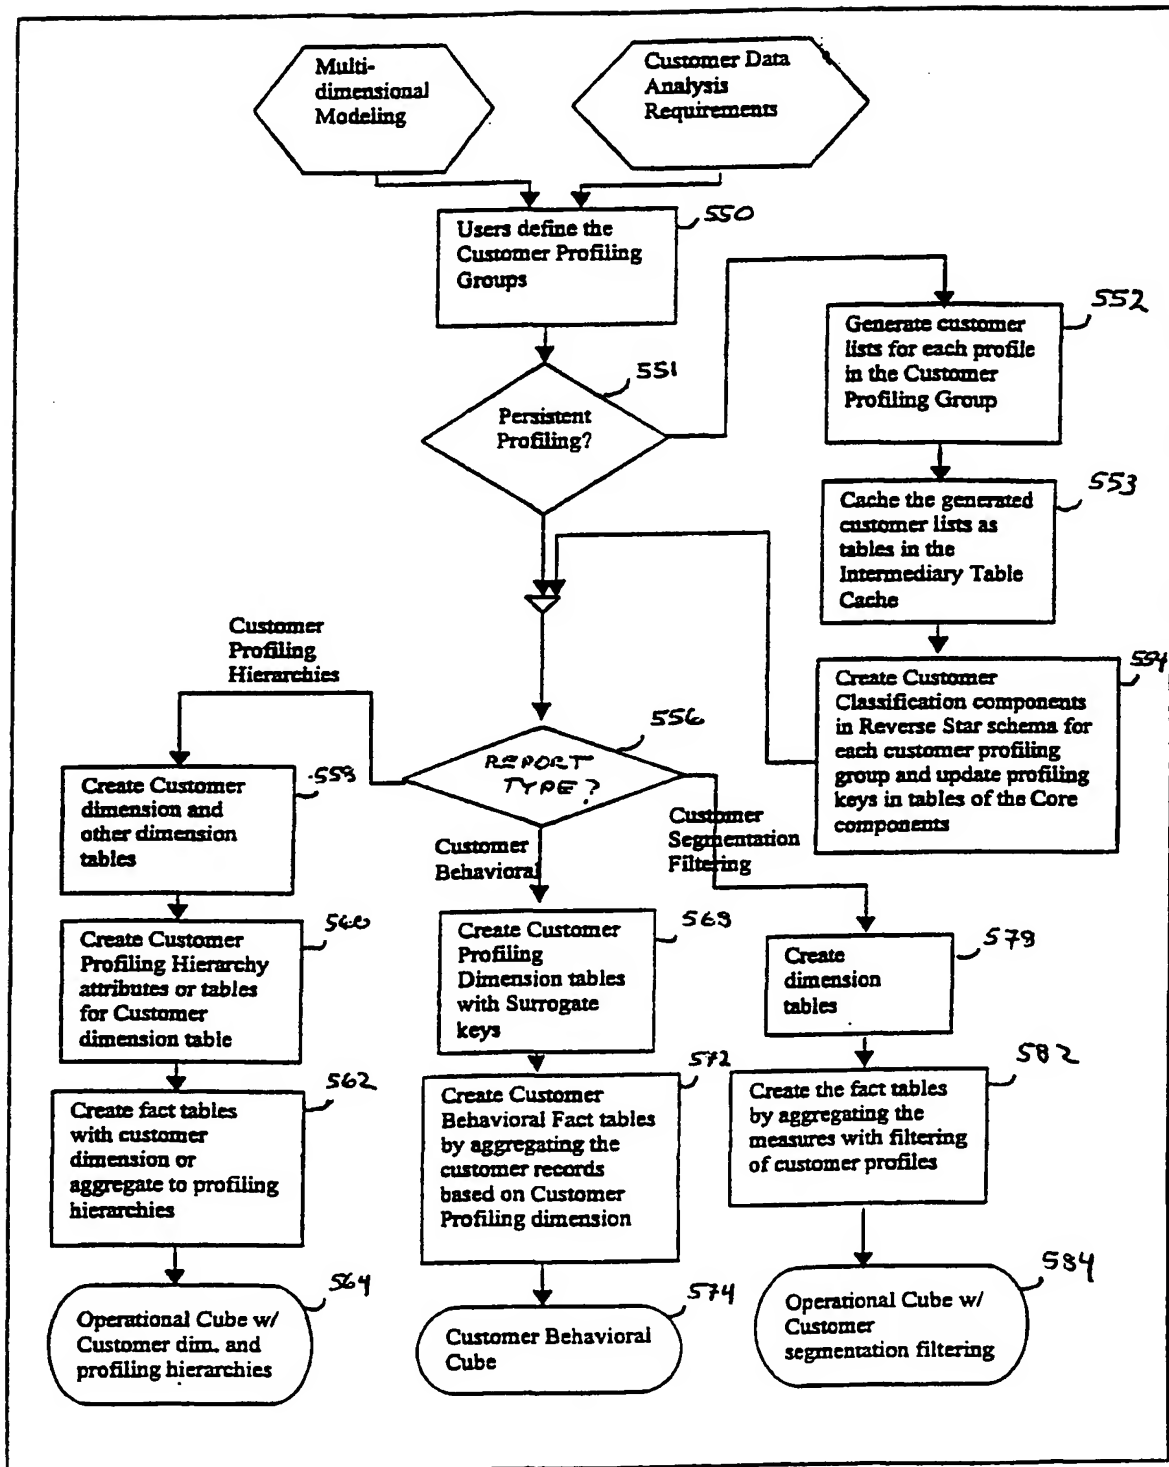 Multi-
dimensional
Modeling
Customer Data
Analysis
Requirements
Users define the
Customer Profiling
Groups
550
551
Persistent
Profiling?
552
Generate customer
lists for each profile
in the Customer
Profiling Group
553
Cache the generated
customer lists as
tables in the
Intermediary Table
Cache
554
Create Customer
Classification components
in Reverse Star schema for
each customer profiling
group and update profiling
keys in tables of the Core
components
Customer
Profiling
Hierarchies
556
REPORT
TYPE?
Customer
Behavioral
Customer
Segmentation
Filtering
558
Create Customer
dimension and
other dimension
tables
560
Create Customer
Profiling Hierarchy
attributes or tables
for Customer
dimension table
562
Create fact tables
with customer
dimension or
aggregate to profiling
hierarchies
564
Operational Cube w/
Customer dim. and
profiling hierarchies
568
Create Customer
Profiling
Dimension tables
with Surrogate
keys
572
Create Customer
Behavioral Fact tables
by aggregating the
customer records
based on Customer
Profiling dimension
574
Customer Behavioral
Cube
578
Create
dimension
tables
582
Create the fact tables
by aggregating the
measures with filtering
of customer profiles
584
Operational Cube w/
Customer
segmentation filtering